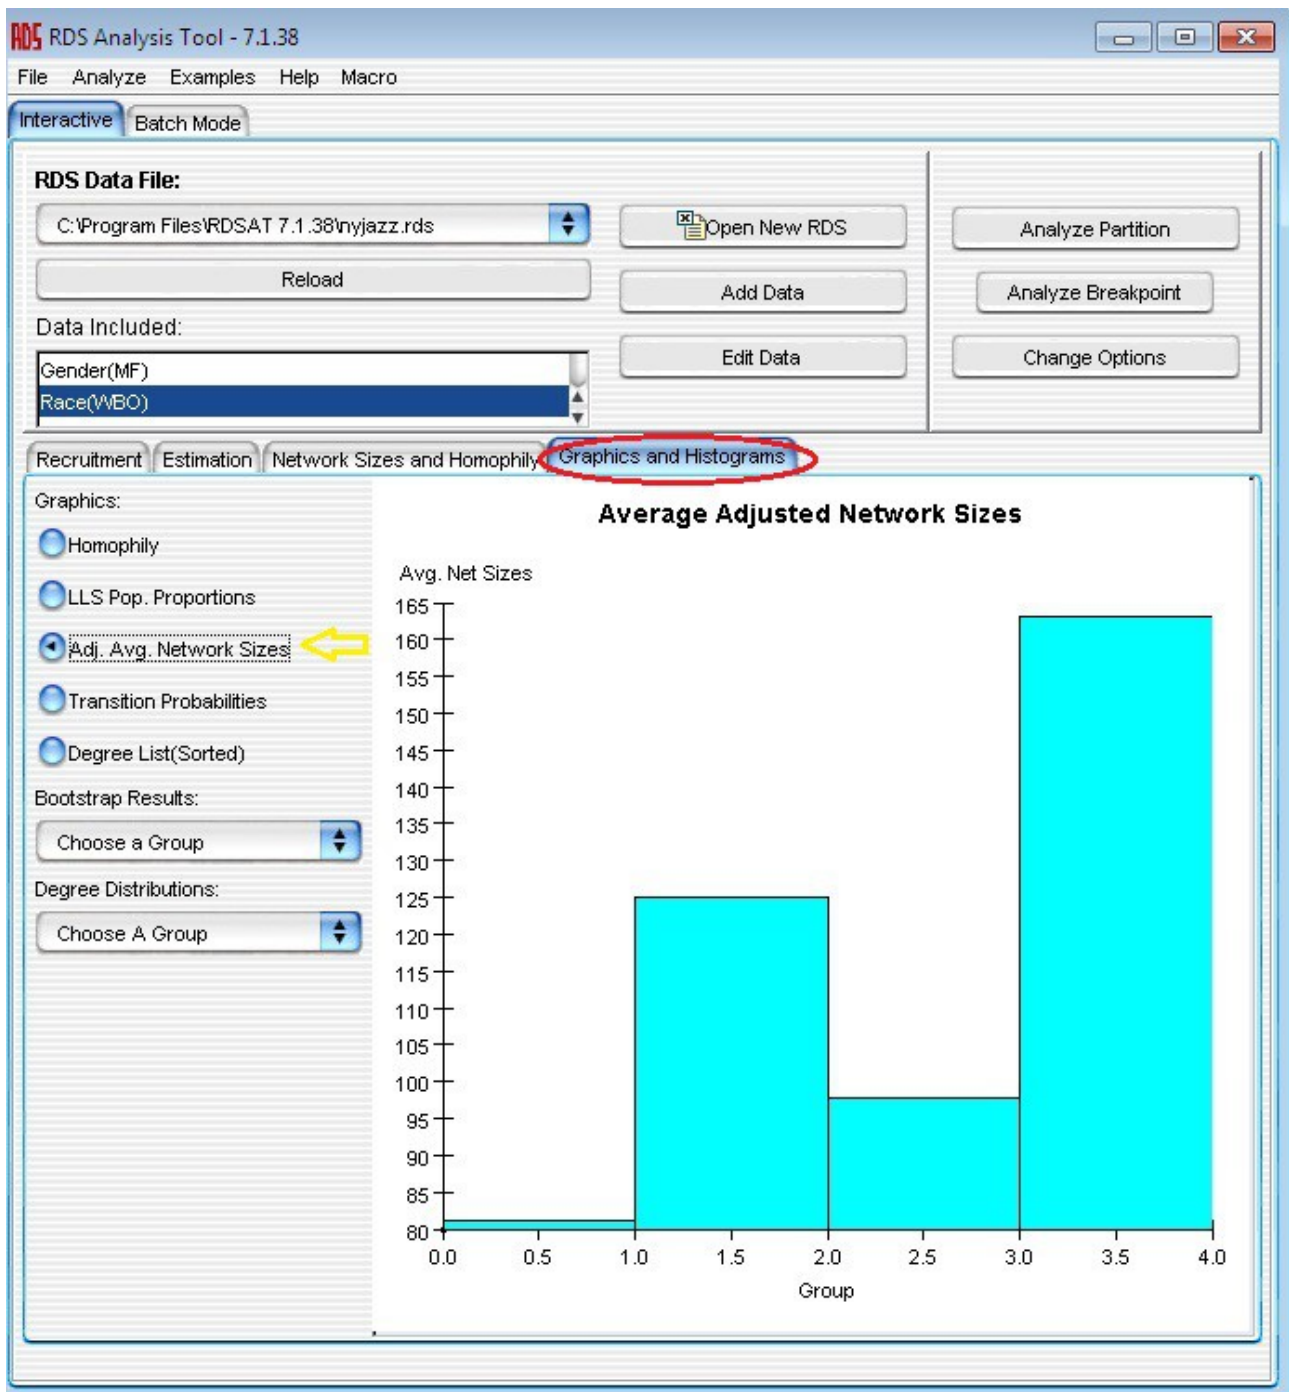 RDS RDS Analysis Tool - 7.1.38
File Analyze Examples Help Macro
Interactive Batch Mode
RDS Data File:
C:\Program Files\RDSAT 7.1.38\nyjazz.rds
Open New RDS
Analyze Partition
Reload
Add Data
Analyze Breakpoint
Data Included:
Edit Data
Change Options
Gender(MF)
Race(WBO)
Recruitment Estimation Network Sizes and Homophily Graphics and Histograms
Graphics:
Homophily
LLS Pop. Proportions
Adj. Avg. Network Sizes
Transition Probabilities
Degree List(Sorted)
Bootstrap Results:
Choose a Group
Degree Distributions:
Choose A Group
Average Adjusted Network Sizes
Avg. Net Sizes
165
160
155
150
145
140
135
130
125
120
115
110
105
100
95
90
85
80
0.0 0.5 1.0 1.5 2.0 2.5 3.0 3.5 4.0
Group